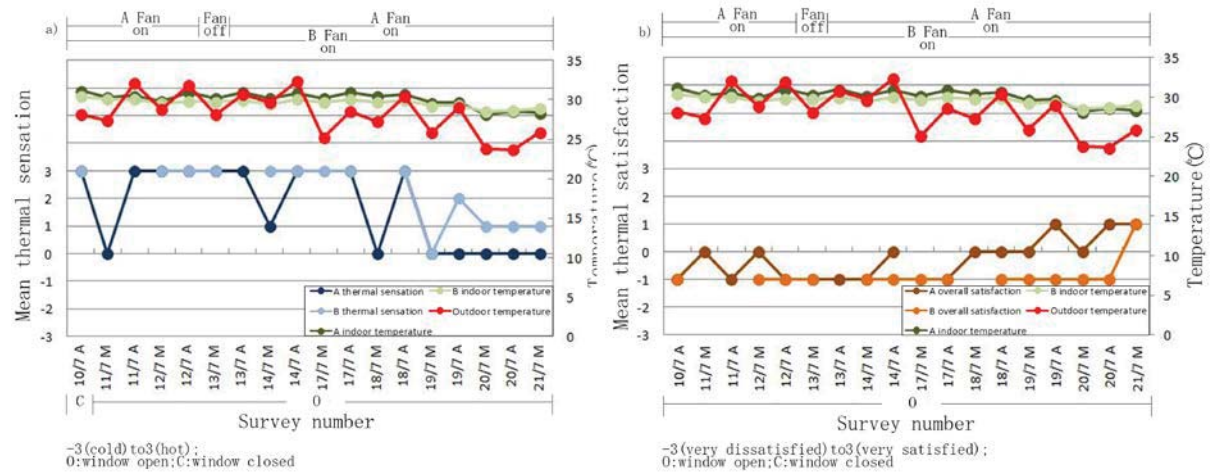 a)
A Fan
on
Fan
off
A Fan
on
B Fan
on
Mean thermal sensation
3
2
1
0
-1
-2
-3
35
30
25
20
15
10
5
0
Temperature(℃)
A thermal sensation
B indoor temperature
B thermal sensation
Outdoor temperature
A indoor temperature
10/7 A
11/7 M
11/7 A
12/7 M
12/7 A
13/7 M
13/7 A
14/7 M
14/7 A
17/7 M
17/7 A
18/7 M
18/7 A
19/7 M
19/7 A
20/7 M
20/7 A
21/7 M
C
O
Survey number
-3(cold)to3(hot);
O:window open;C:window closed
b)
A Fan
on
Fan
off
A Fan
on
B Fan
on
Mean thermal satisfaction
3
2
1
0
-1
-2
-3
35
30
25
20
15
10
5
0
Temperature(℃)
A overall satisfaction
B indoor temperature
B overall satisfaction
Outdoor temperature
A indoor temperature
10/7 A
11/7 M
11/7 A
12/7 M
12/7 A
13/7 M
13/7 A
14/7 M
14/7 A
17/7 M
17/7 A
18/7 M
18/7 A
19/7 M
19/7 A
20/7 M
20/7 A
21/7 M
O
Survey number
-3(very dissatisfied)to3(very satisfied);
O:window open;C:window closed